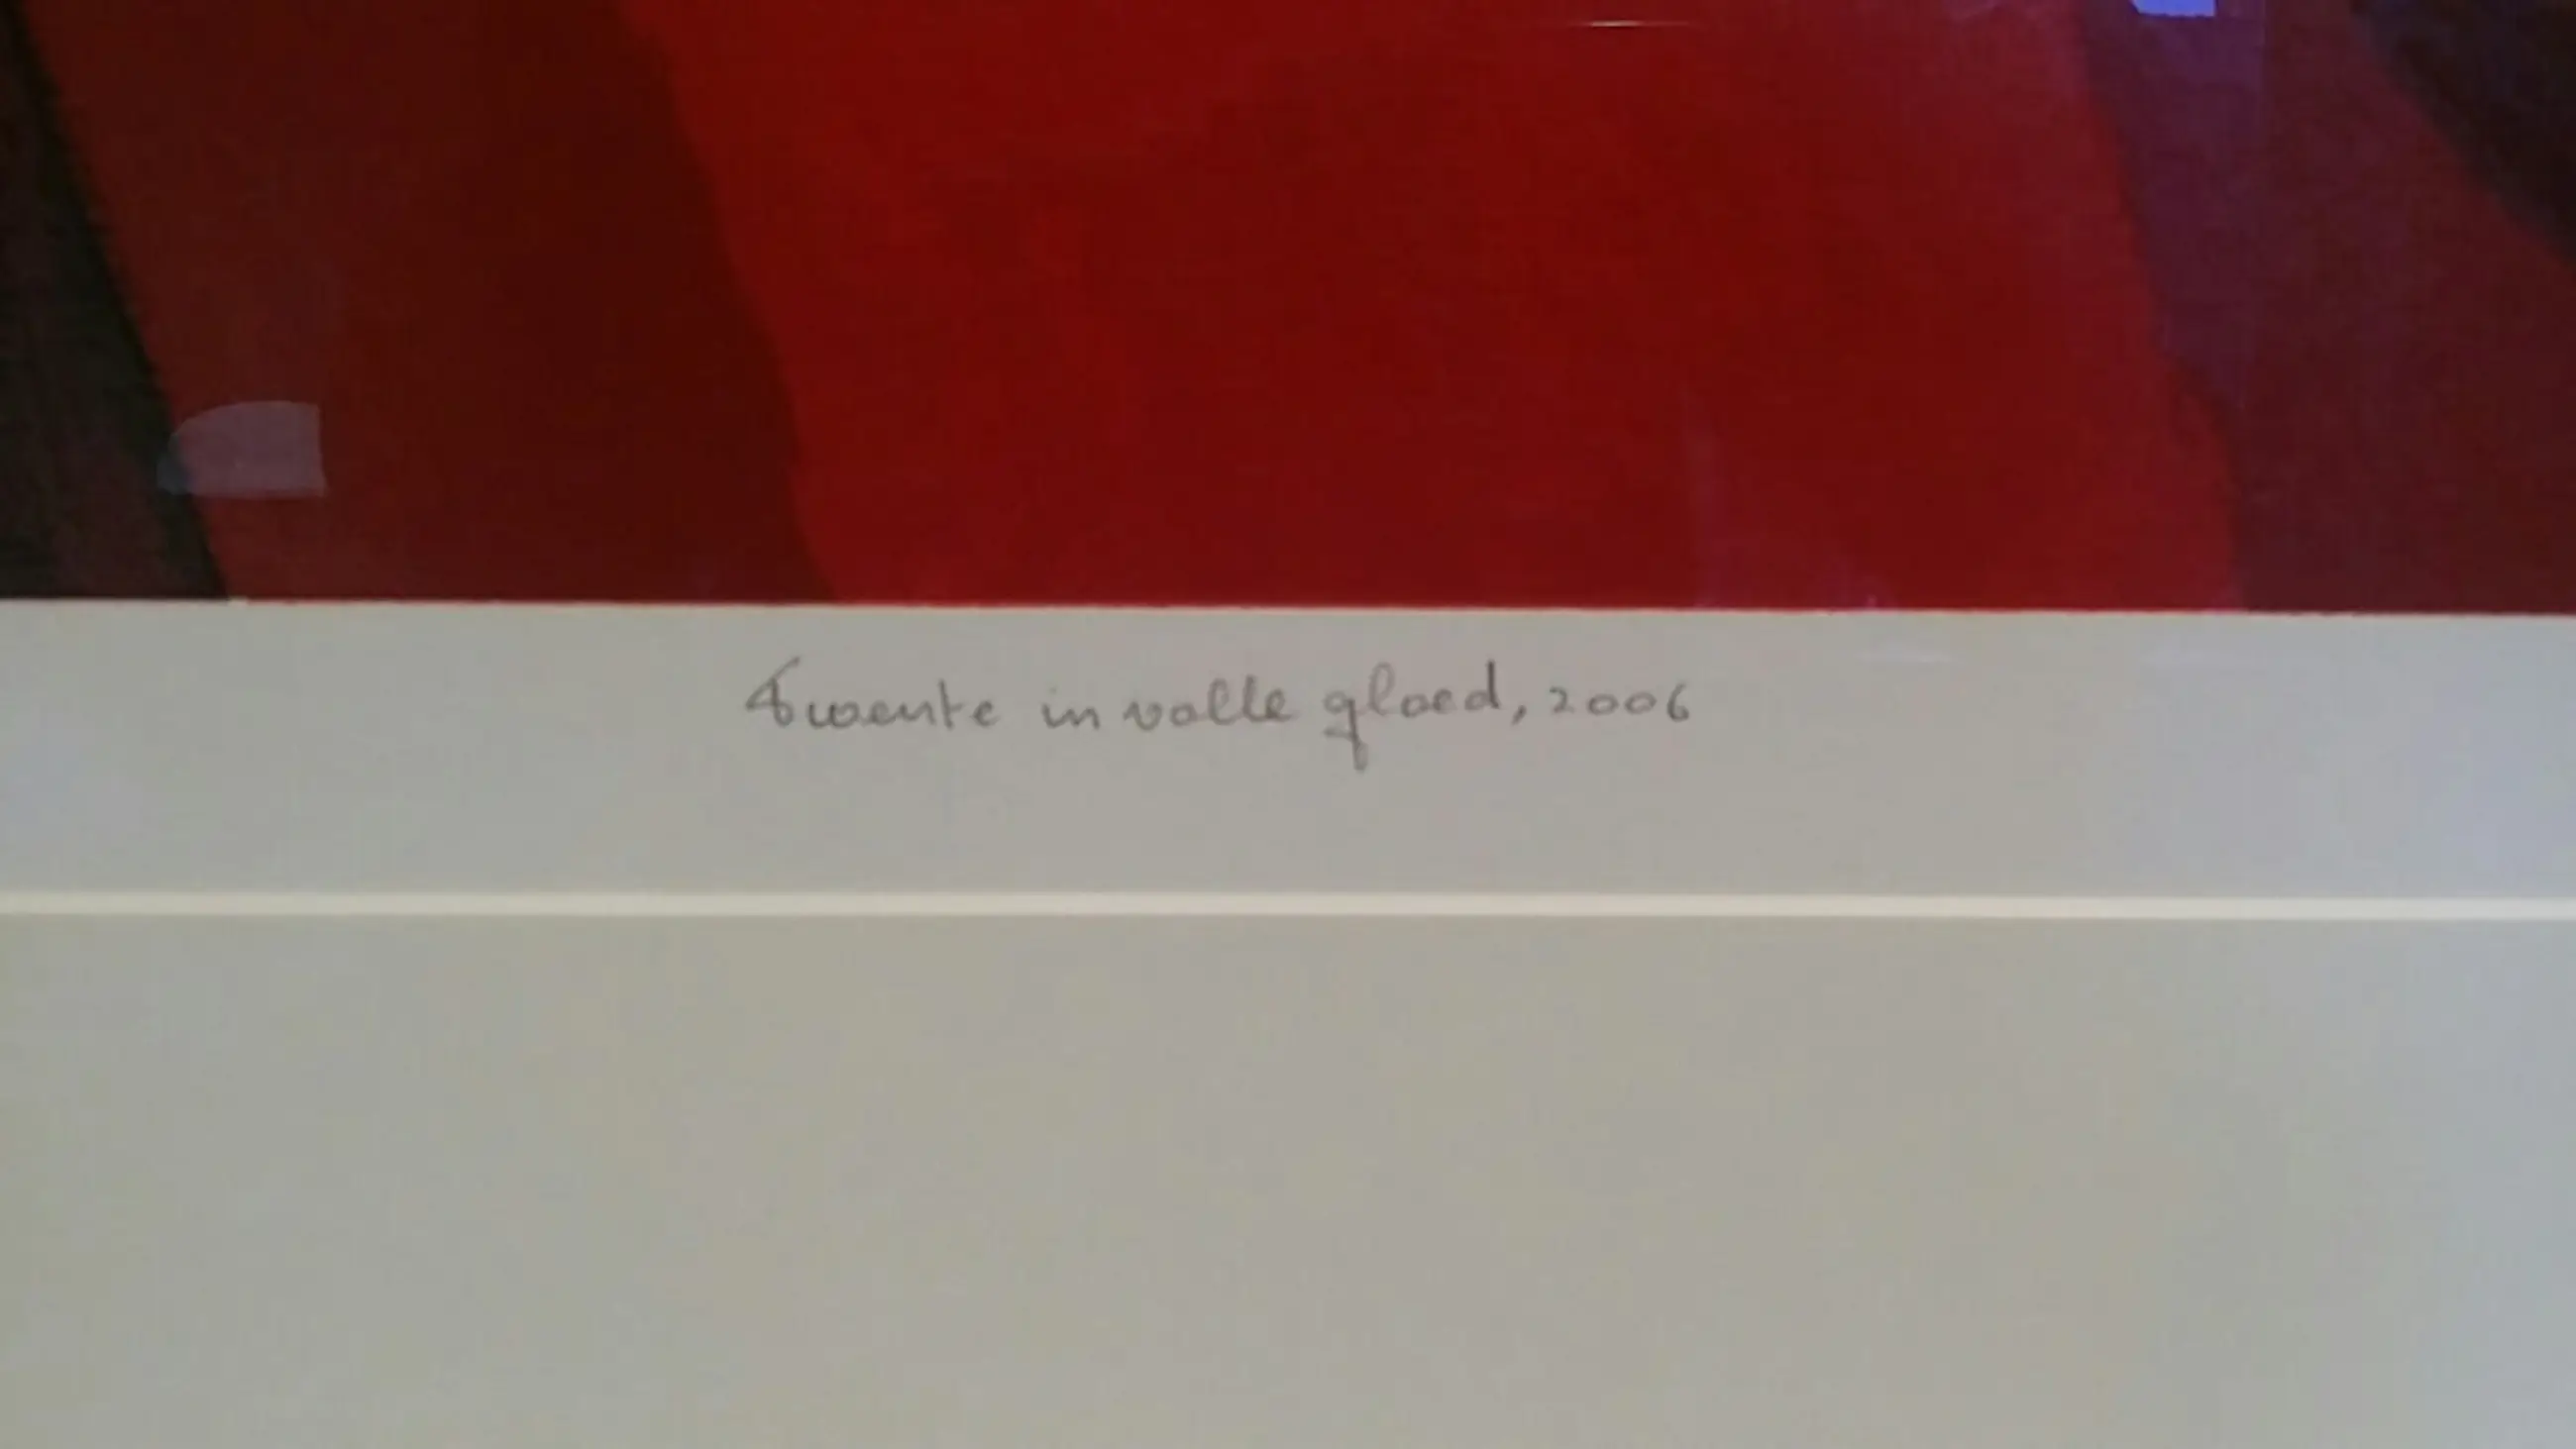 Twente in volle gloed, 2006